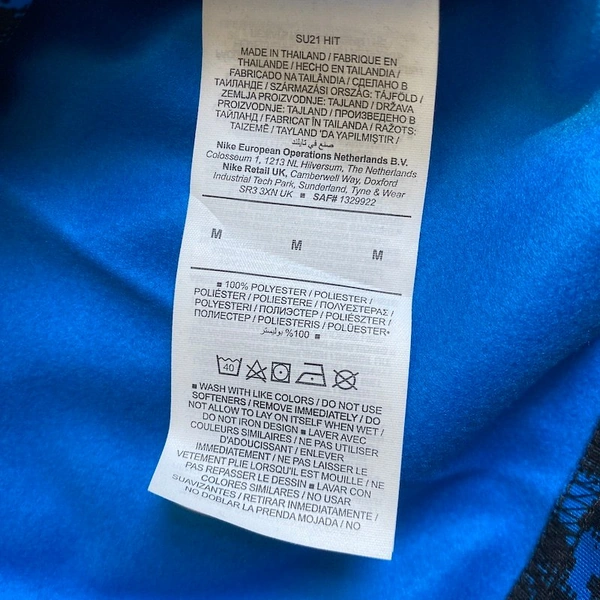 SU21 HIT
MADE IN THAILAND / FABRIQUE EN
THAILANDE / HECHO EN TAILANDIA /
FABRICADO NA TAILÂNDIA / СДЕЛАНО В
ТАИЛАНДЕ / SZÁRMAZÁSI ORSZÁG: TÁJFÖLD /
ZEMLJA PROIZVODNJE: TAJLAND / DRŽAVA
PROIZVODNJE: TAJLAND / ПРОИЗВЕДЕНО В
ТАЙЛАНД / FABRICAT ÎN TAILANDA / RAŽOTS:
TAIZEMĒ / TAYLAND 'DA YAPILMIŞTIR /
صنع في تايلند
Nike European Operations Netherlands B.V.
Colosseum 1, 1213 NL Hilversum, The Netherlands
Nike Retail UK, Camberwell Way, Doxford
Industrial Tech Park, Sunderland, Tyne & Wear
SR3 3XN UK ■ SAF# 1329922
M M M
■ 100% POLYESTER / POLIESTER /
POLIÉSTER / POLIESTERE / ΠΟΛΥΕΣΤΕΡΑΣ /
POLYESTERI / ПОЛИЭСТЕР / POLIÉSZTER /
ПОЛИЕСТЕР / POLIESTERIS / POLÜESTER*
%100 بوليستر ■
40
■ WASH WITH LIKE COLORS / DO NOT USE
SOFTENERS / REMOVE IMMEDIATELY / DO
NOT ALLOW TO LAY ON ITSELF WHEN WET /
DO NOT IRON DESIGN ■ LAVER AVEC
COULEURS SIMILAIRES / NE PAS UTILISER
D'ADOUCISSANT / ENLEVER
IMMEDIATEMENT / NE PAS LAISSER LE
VETEMENT PLIE LORSQU'IL EST MOUILLE / NE
PAS REPASSER LE DESSIN ■ LAVAR CON
COLORES SIMILARES / NO USAR
SUAVIZANTES / RETIRAR IMMEDIATAMENTE /
NO DOBLAR LA PRENDA MOJADA / NO